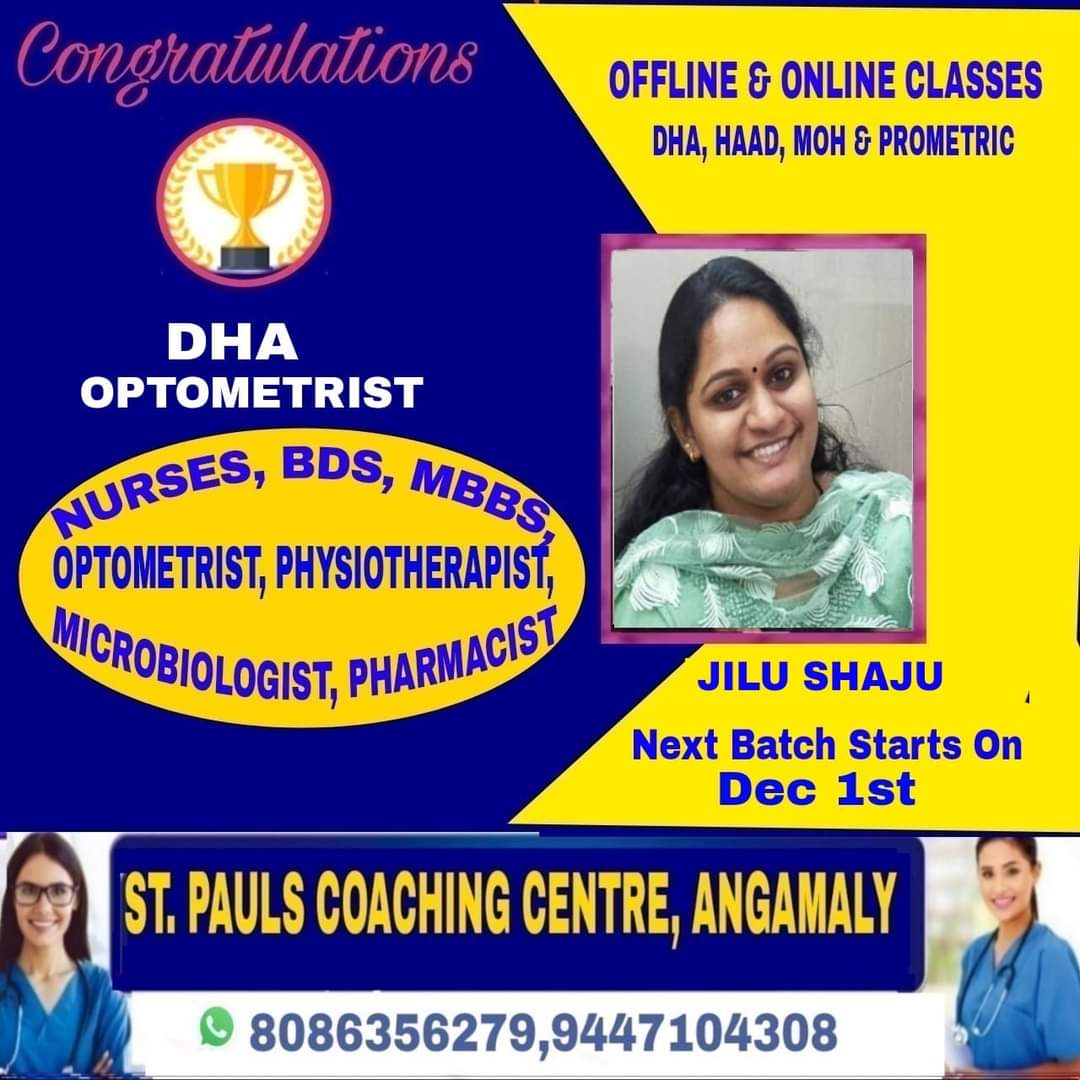 Congratulations
OFFLINE & ONLINE CLASSES
DHA, HAAD, MOH & PROMETRIC
DHA
OPTOMETRIST
NURSES, BDS, MBBS,
OPTOMETRIST, PHYSIOTHERAPIST,
MICROBIOLOGIST, PHARMACIST
JILU SHAJU
Next Batch Starts On
Dec 1st
ST. PAULS COACHING CENTRE, ANGAMALY
8086356279,9447104308